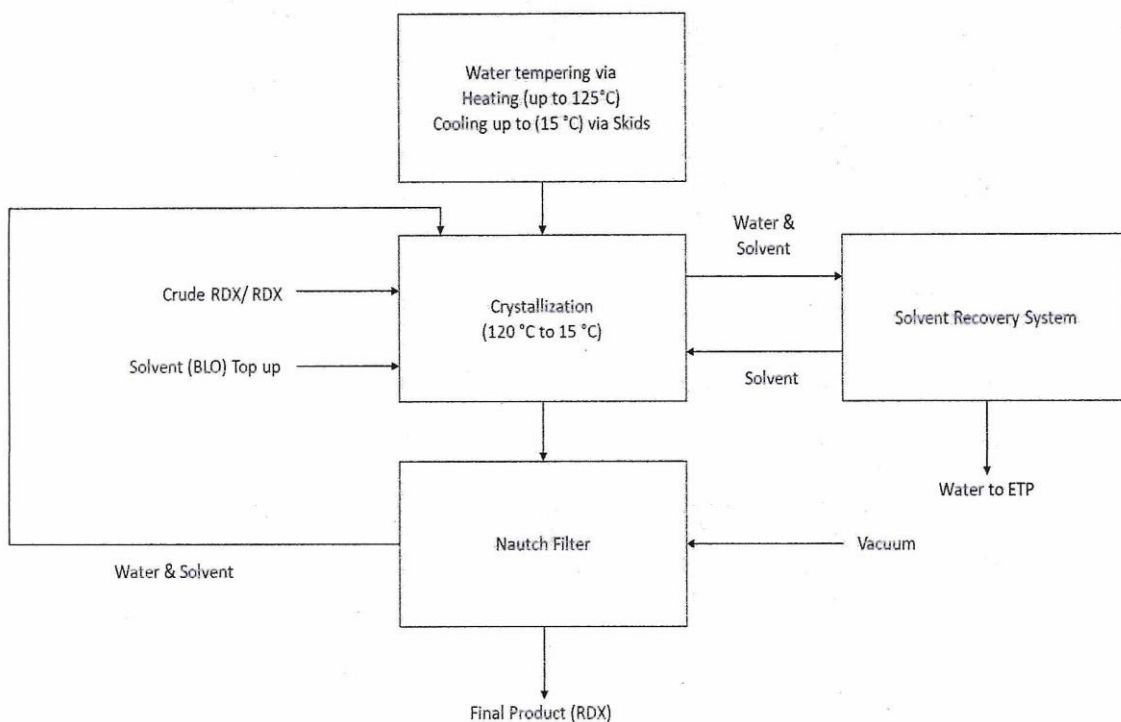 Water tempering via
Heating (up to 125°C)
Cooling up to (15 °C) via Skids
Water &
Solvent
Crude RDX/ RDX
Crystallization
(120 °C to 15 °C)
Solvent Recovery System
Solvent (BLO) Top up
Solvent
Water to ETP
Nautch Filter
Vacuum
Water & Solvent
Final Product (RDX)